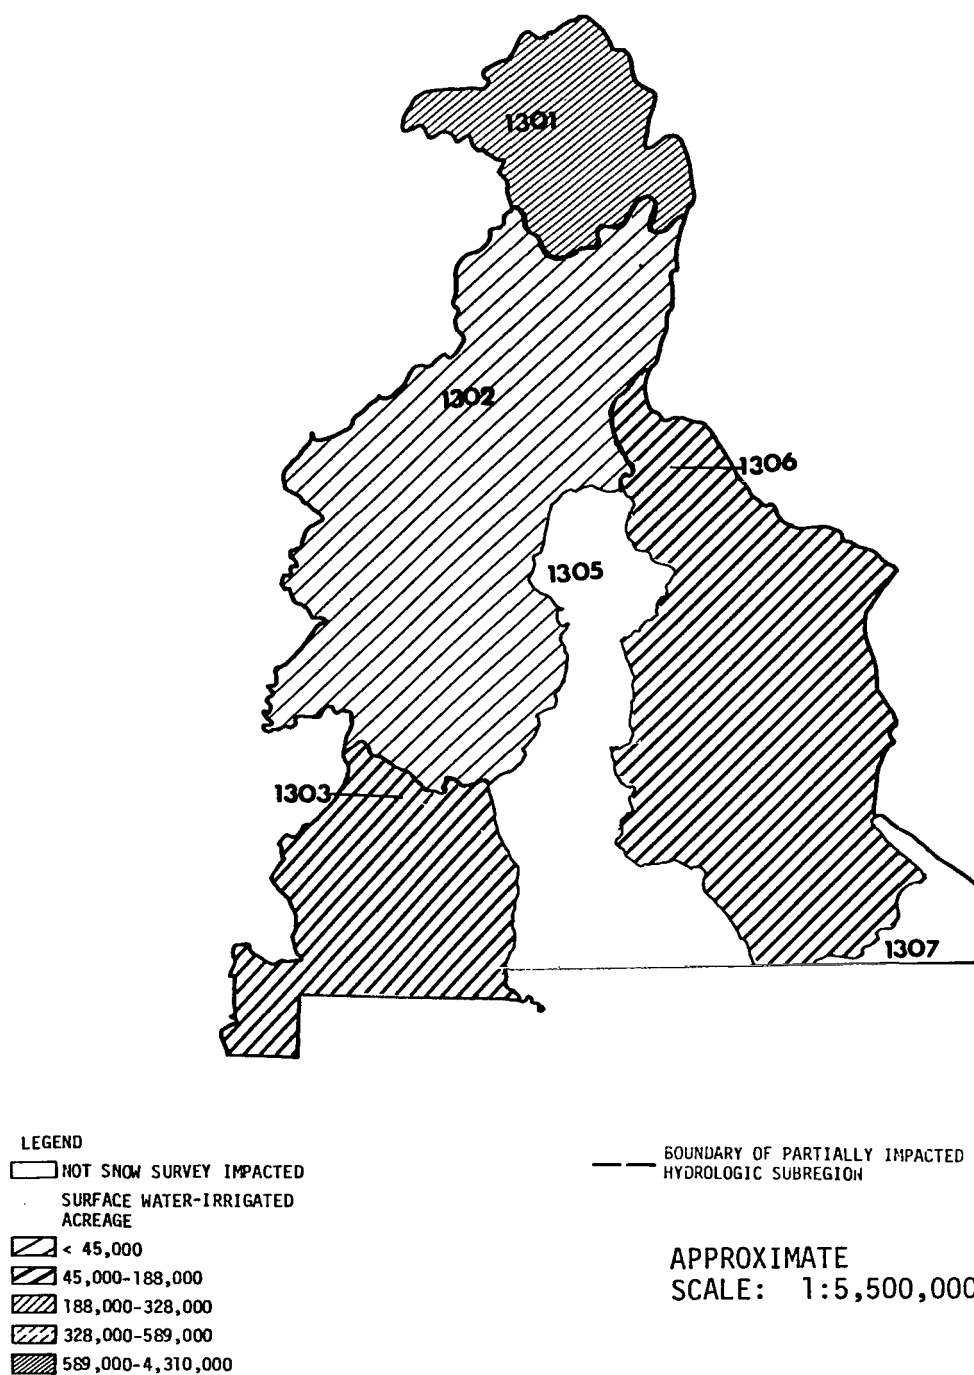 1301
1302
1306
1305
1303
1307
LEGEND
NOT SNOW SURVEY IMPACTED
SURFACE WATER-IRRIGATED
ACREAGE
< 45,000
45,000-188,000
188,000-328,000
328,000-589,000
589,000-4,310,000
BOUNDARY OF PARTIALLY IMPACTED
HYDROLOGIC SUBREGION
APPROXIMATE
SCALE: 1:5,500,000